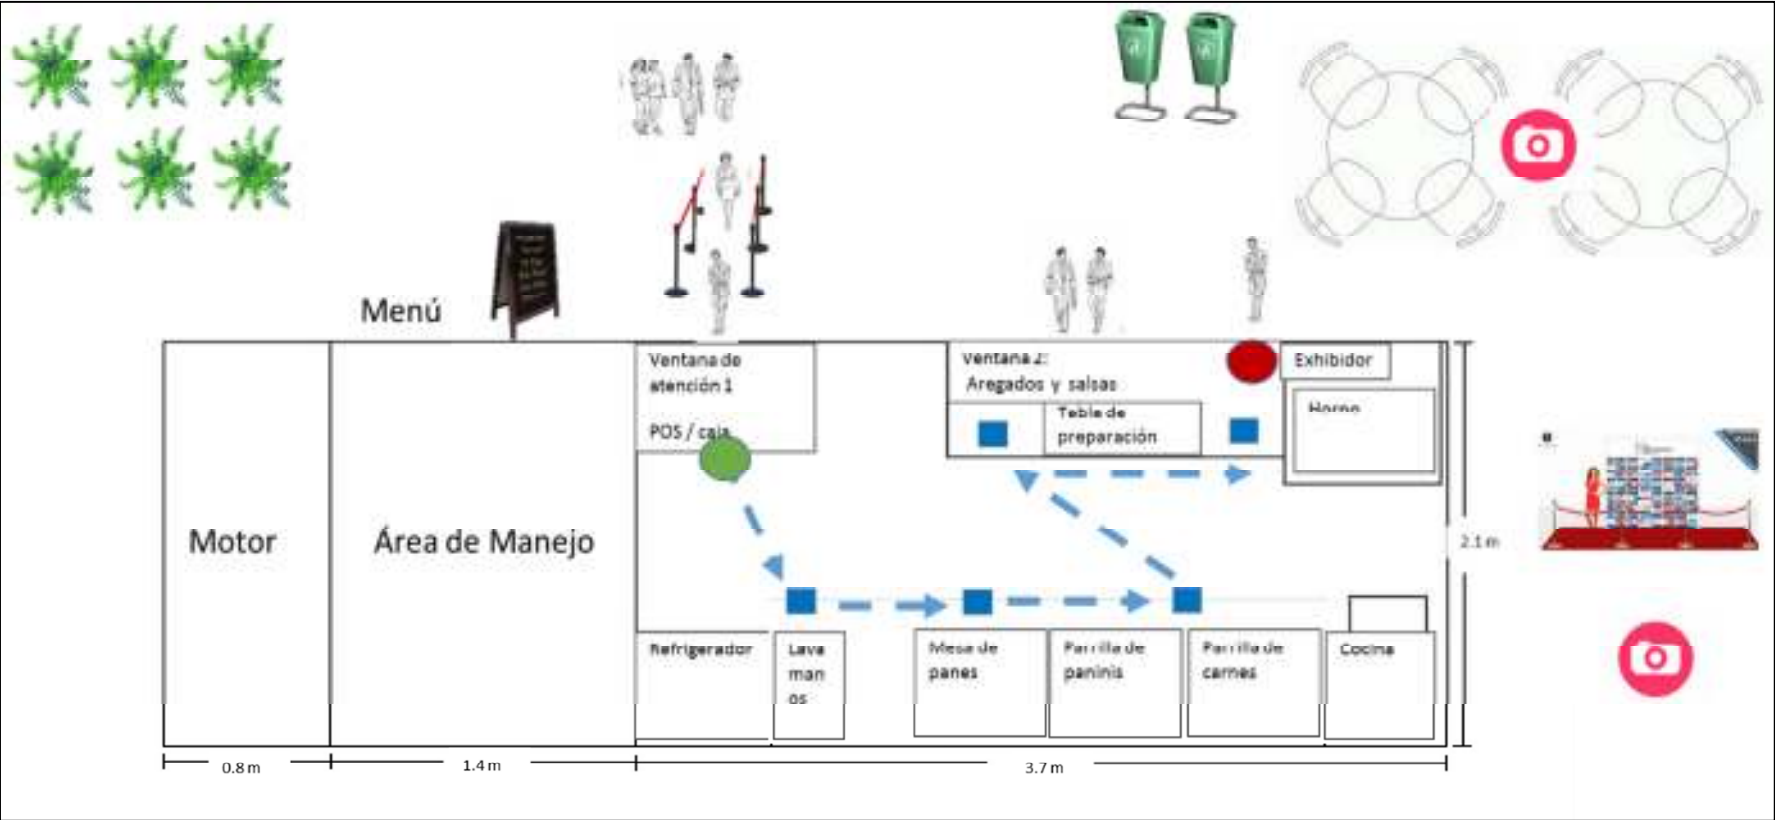 Menú
Ventana de
atención 1
POS / caja
Ventana 2:
Aregados y salsas
Exhibidor
Tabla de
preparación
Horno
Motor
Área de Manejo
2.1 m
Refrigerador
Lava
man
os
Mesa de
panes
Parrilla de
paninis
Parrilla de
carnes
Cocina
0.8 m
1.4 m
3.7 m